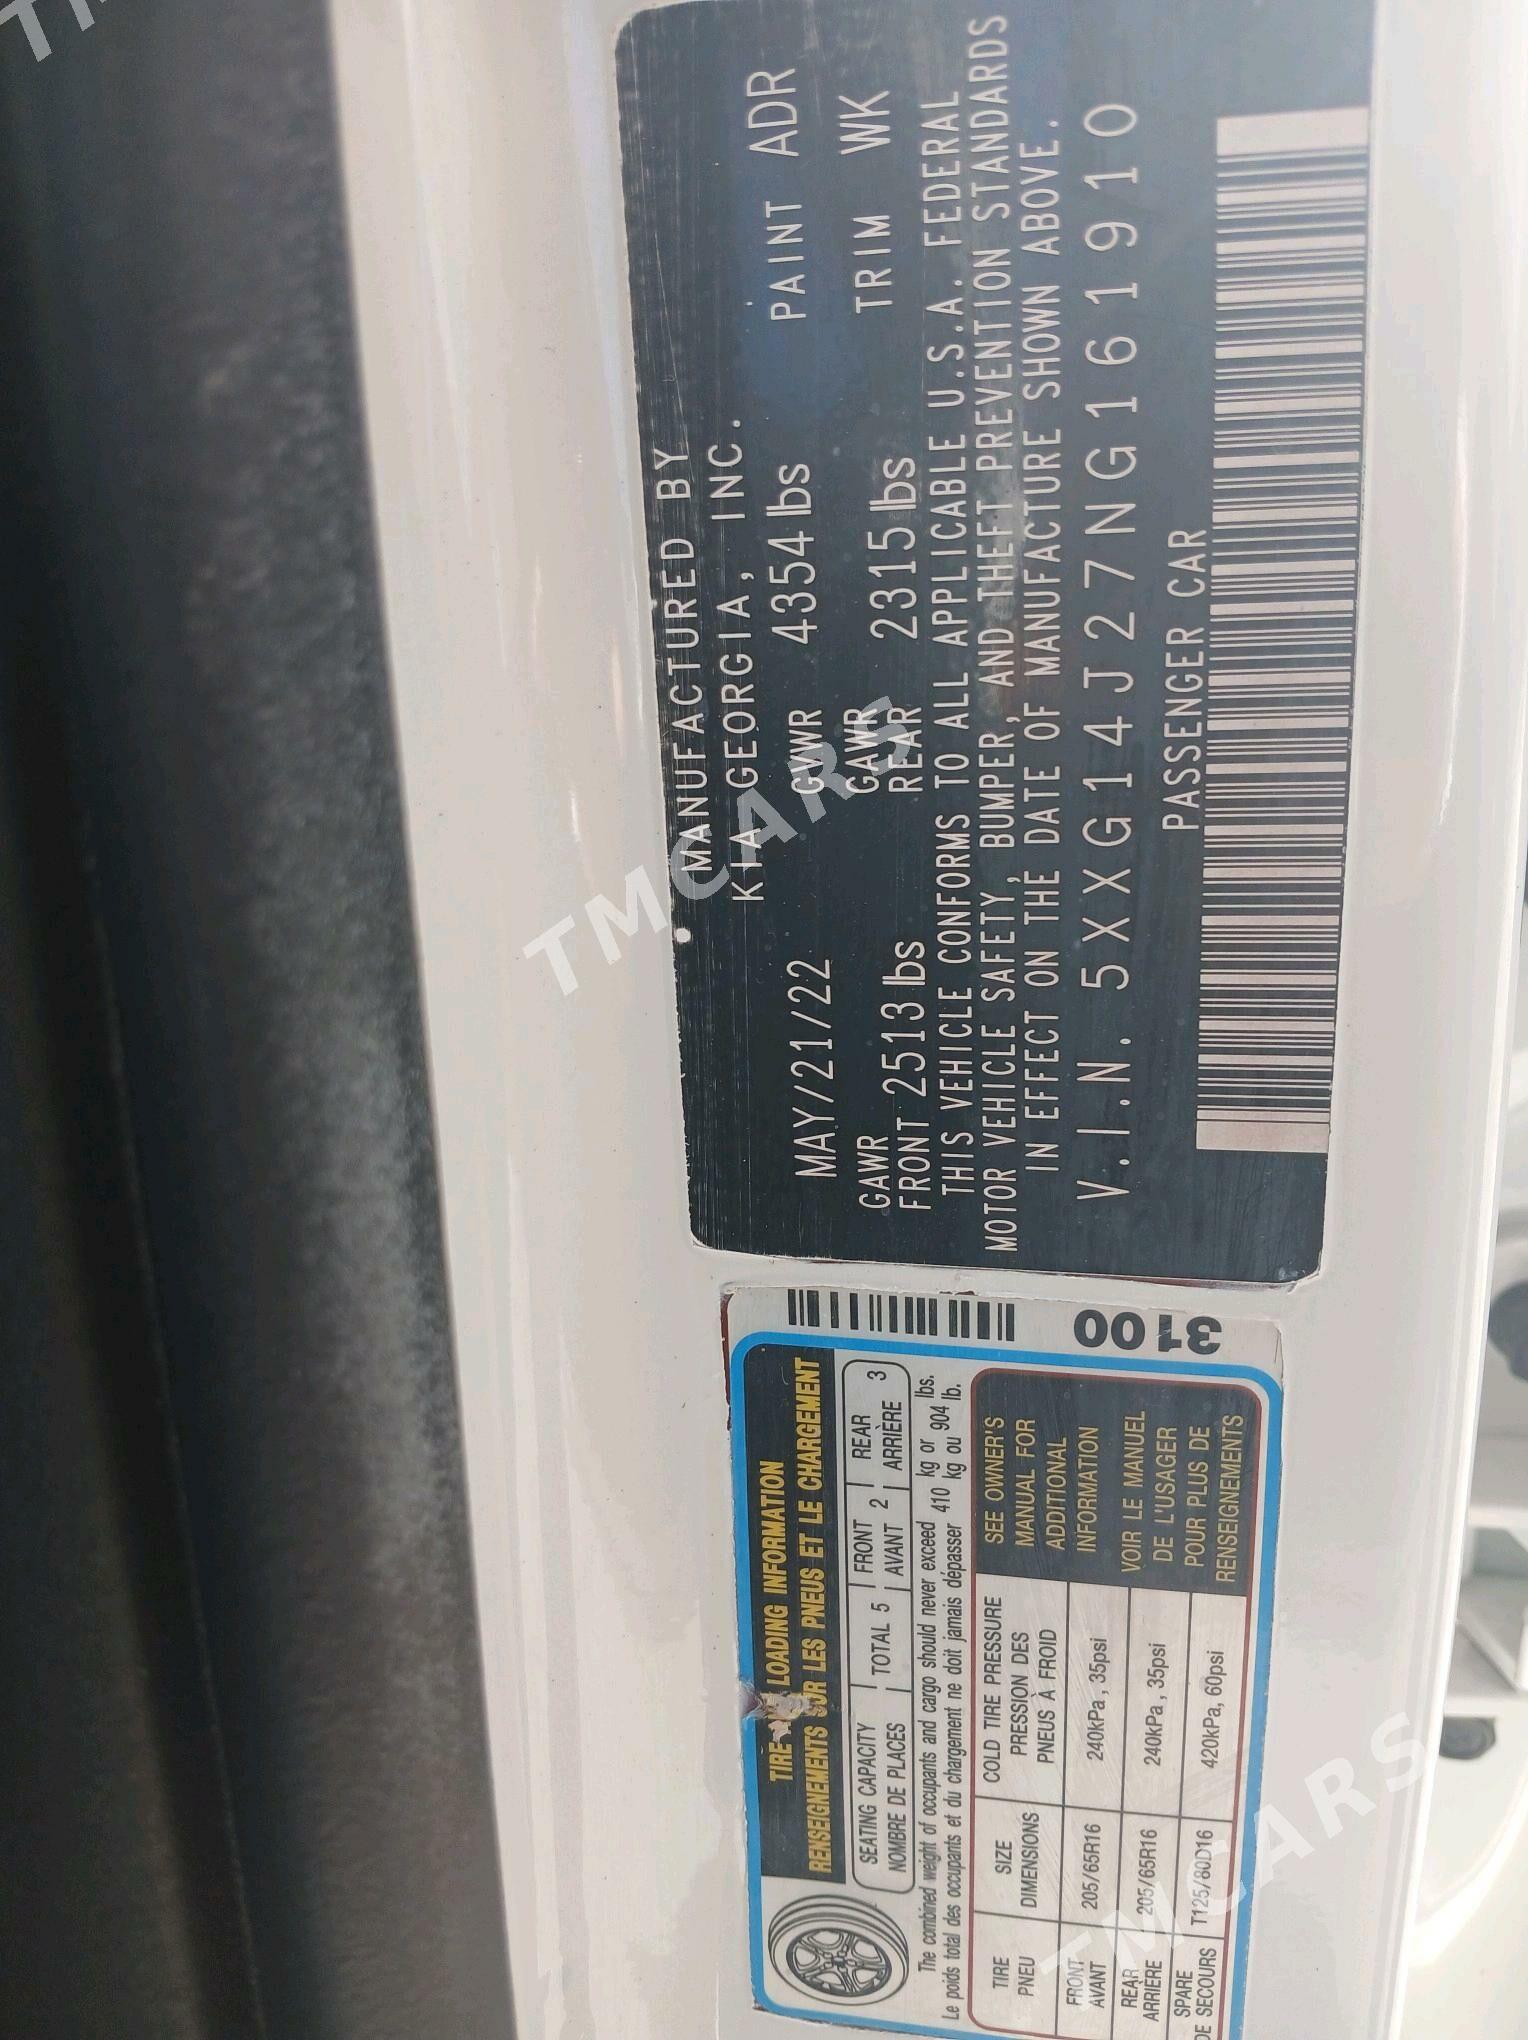 MANUFACTURED BY
KIA GEORGIA, INC.
MAY/21/22 GVWR 4354 lbs PAINT ADR
GAWR GAWR TRIM WK
FRONT 2513 lbs REAR 2315 lbs
THIS VEHICLE CONFORMS TO ALL APPLICABLE U.S.A. FEDERAL
MOTOR VEHICLE SAFETY, BUMPER, AND THEFT PREVENTION STANDARDS
IN EFFECT ON THE DATE OF MANUFACTURE SHOWN ABOVE.
V.I.N. 5XXG14J27NG161910
PASSENGER CAR
TIRE LOADING INFORMATION
RENSEIGNEMENTS SUR LES PNEUS ET LE CHARGEMENT
SEATING CAPACITY TOTAL 5 FRONT 2 REAR 3
NOMBRE DE PLACES AVANT ARRIÈRE
The combined weight of occupants and cargo should never exceed 410 kg or 904 lbs.
Le poids total des occupants et du chargement ne doit jamais dépasser 410 kg ou 904 lb.
TIRE SIZE COLD TIRE PRESSURE
PNEU DIMENSIONS PRESSION DES
PNEUS À FROID
FRONT 205/65R16 240kPa, 35psi
AVANT
REAR 205/65R16 240kPa, 35psi
ARRIÈRE
SPARE T125/80D16 420kPa, 60psi
DE SECOURS
SEE OWNER'S
MANUAL FOR
ADDITIONAL
INFORMATION
VOIR LE MANUEL
DE L'USAGER
POUR PLUS DE
RENSEIGNEMENTS
3100
TMCARS
TMCARS